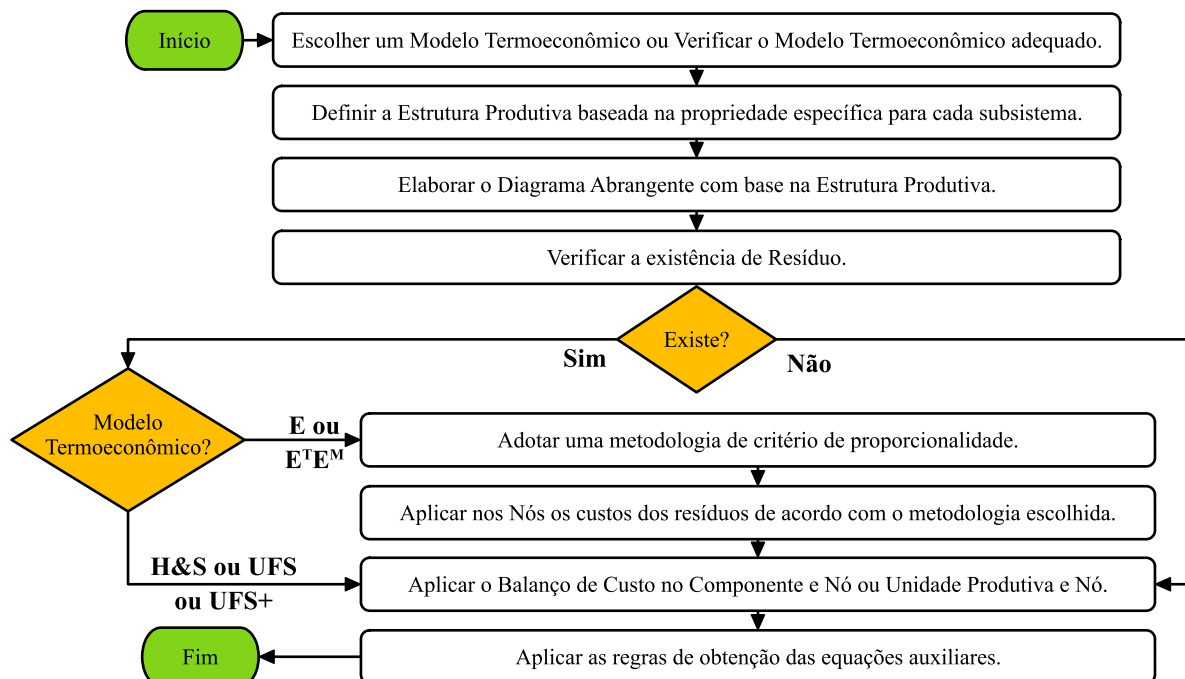 Início
Escolher um Modelo Termoeconômico ou Verificar o Modelo Termoeconômico adequado.
Definir a Estrutura Produtiva baseada na propriedade específica para cada subsistema.
Elaborar o Diagrama Abrangente com base na Estrutura Produtiva.
Verificar a existência de Resíduo.
Existe?
Sim
Não
Modelo
Termoeconômico?
E ou
EᵀEᴹ
Adotar uma metodologia de critério de proporcionalidade.
Aplicar nos Nós os custos dos resíduos de acordo com o metodologia escolhida.
H&S ou UFS
ou UFS+
Aplicar o Balanço de Custo no Componente e Nó ou Unidade Produtiva e Nó.
Aplicar as regras de obtenção das equações auxiliares.
Fim